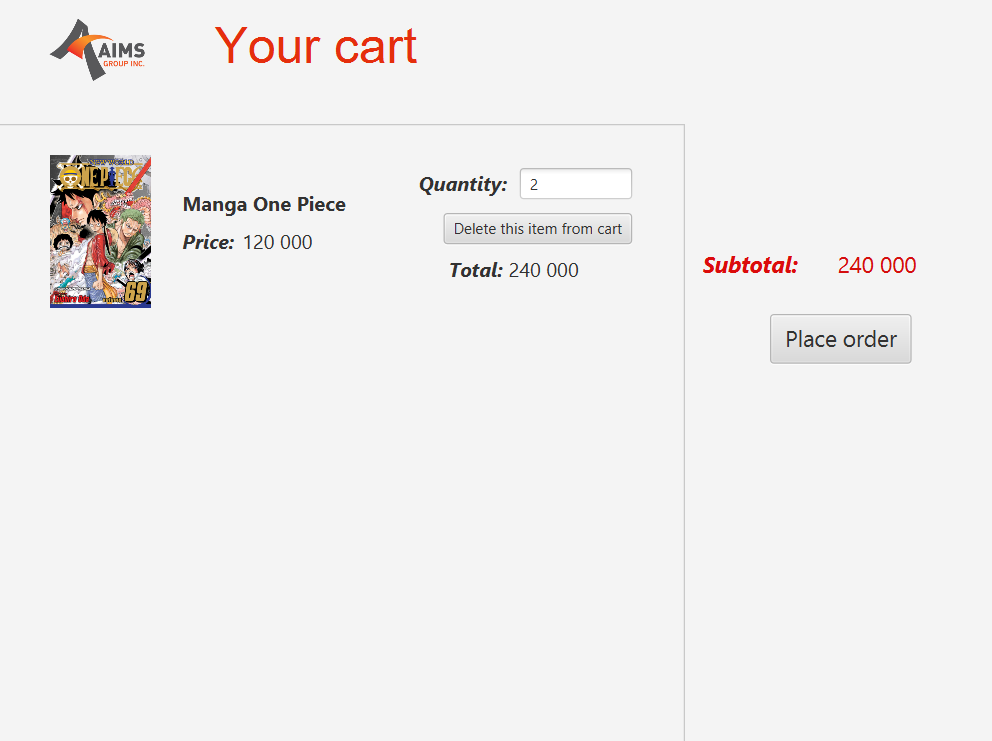 AIMS
GROUP INC.
Your cart
ONE PIECE
69
Manga One Piece
Price: 120 000
Quantity: 2
Delete this item from cart
Total: 240 000
Subtotal: 240 000
Place order